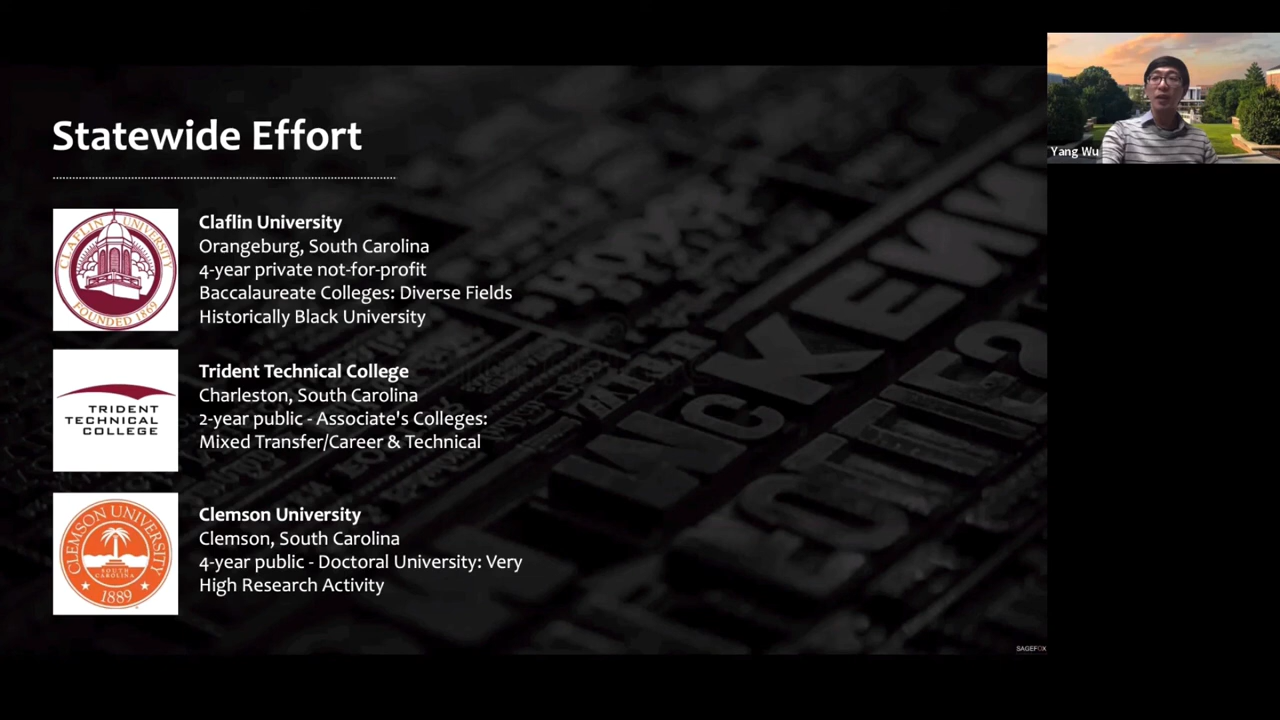 Statewide Effort
CLAFLIN UNIVERSITY
FOUNDED 1869
Claflin University
Orangeburg, South Carolina
4-year private not-for-profit
Baccalaureate Colleges: Diverse Fields
Historically Black University
TRIDENT
TECHNICAL
COLLEGE
Trident Technical College
Charleston, South Carolina
2-year public - Associate's Colleges:
Mixed Transfer/Career & Technical
CLEMSON UNIVERSITY
SOUTH
CAROLINA
1889
Clemson University
Clemson, South Carolina
4-year public - Doctoral University: Very
High Research Activity
Yang Wu
SAGEFOX